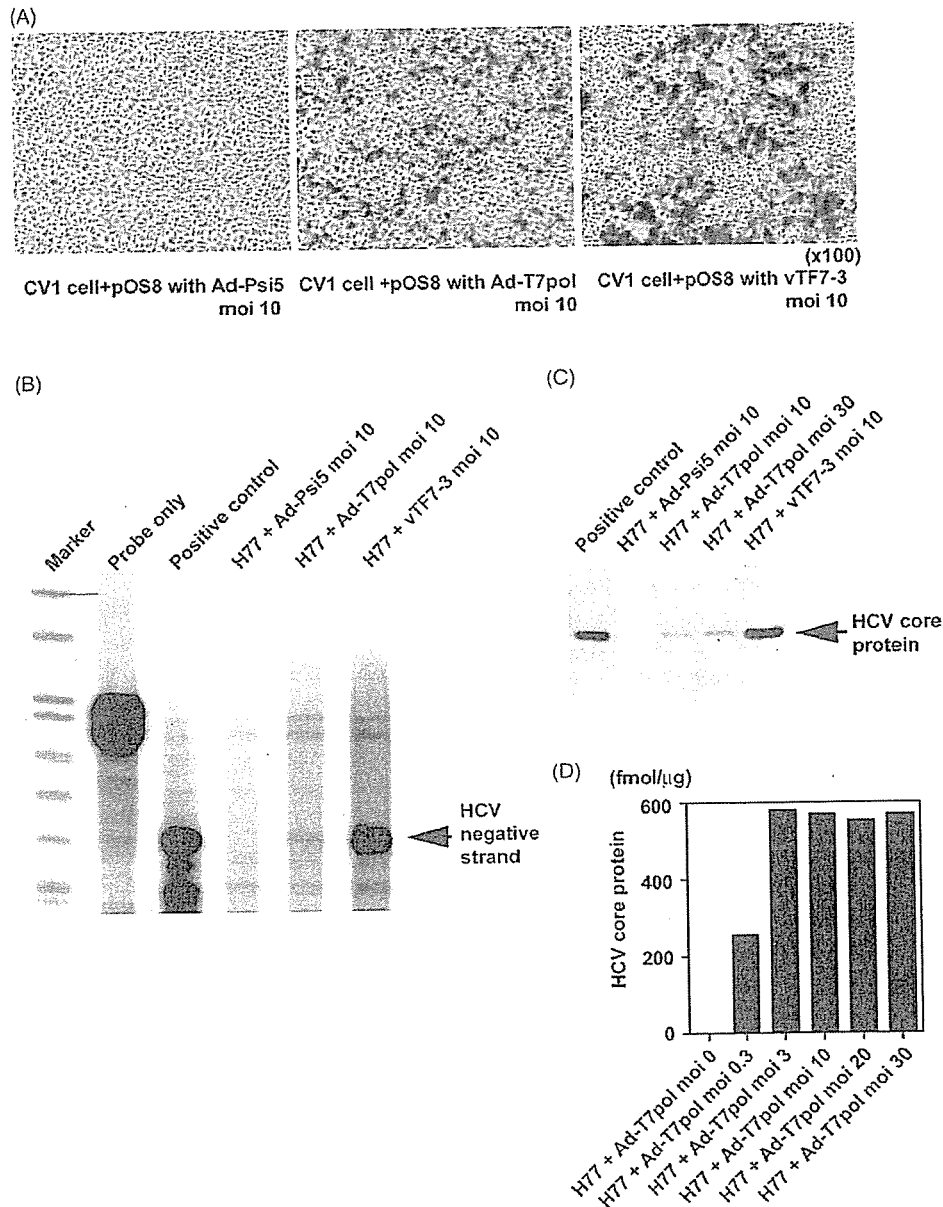 (A)
(x100)
CV1 cell+pOS8 with Ad-Psi5
moi 10
CV1 cell +pOS8 with Ad-T7pol
moi 10
CV1 cell+pOS8 with vTF7-3
moi 10
(B)
Marker
Probe only
Positive control
H77 + Ad-Psi5 moi 10
H77 + Ad-T7pol moi 10
H77 + vTF7-3 moi 10
HCV
negative
strand
(C)
Positive control
H77 + Ad-Psi5 moi 10
H77 + Ad-T7pol moi 10
H77 + Ad-T7pol moi 30
H77 + vTF7-3 moi 10
HCV core
protein
(D)
(fmol/µg)
HCV core protein
600
400
200
0
H77 + Ad-T7pol moi 0
H77 + Ad-T7pol moi 0.3
H77 + Ad-T7pol moi 3
H77 + Ad-T7pol moi 10
H77 + Ad-T7pol moi 20
H77 + Ad-T7pol moi 30